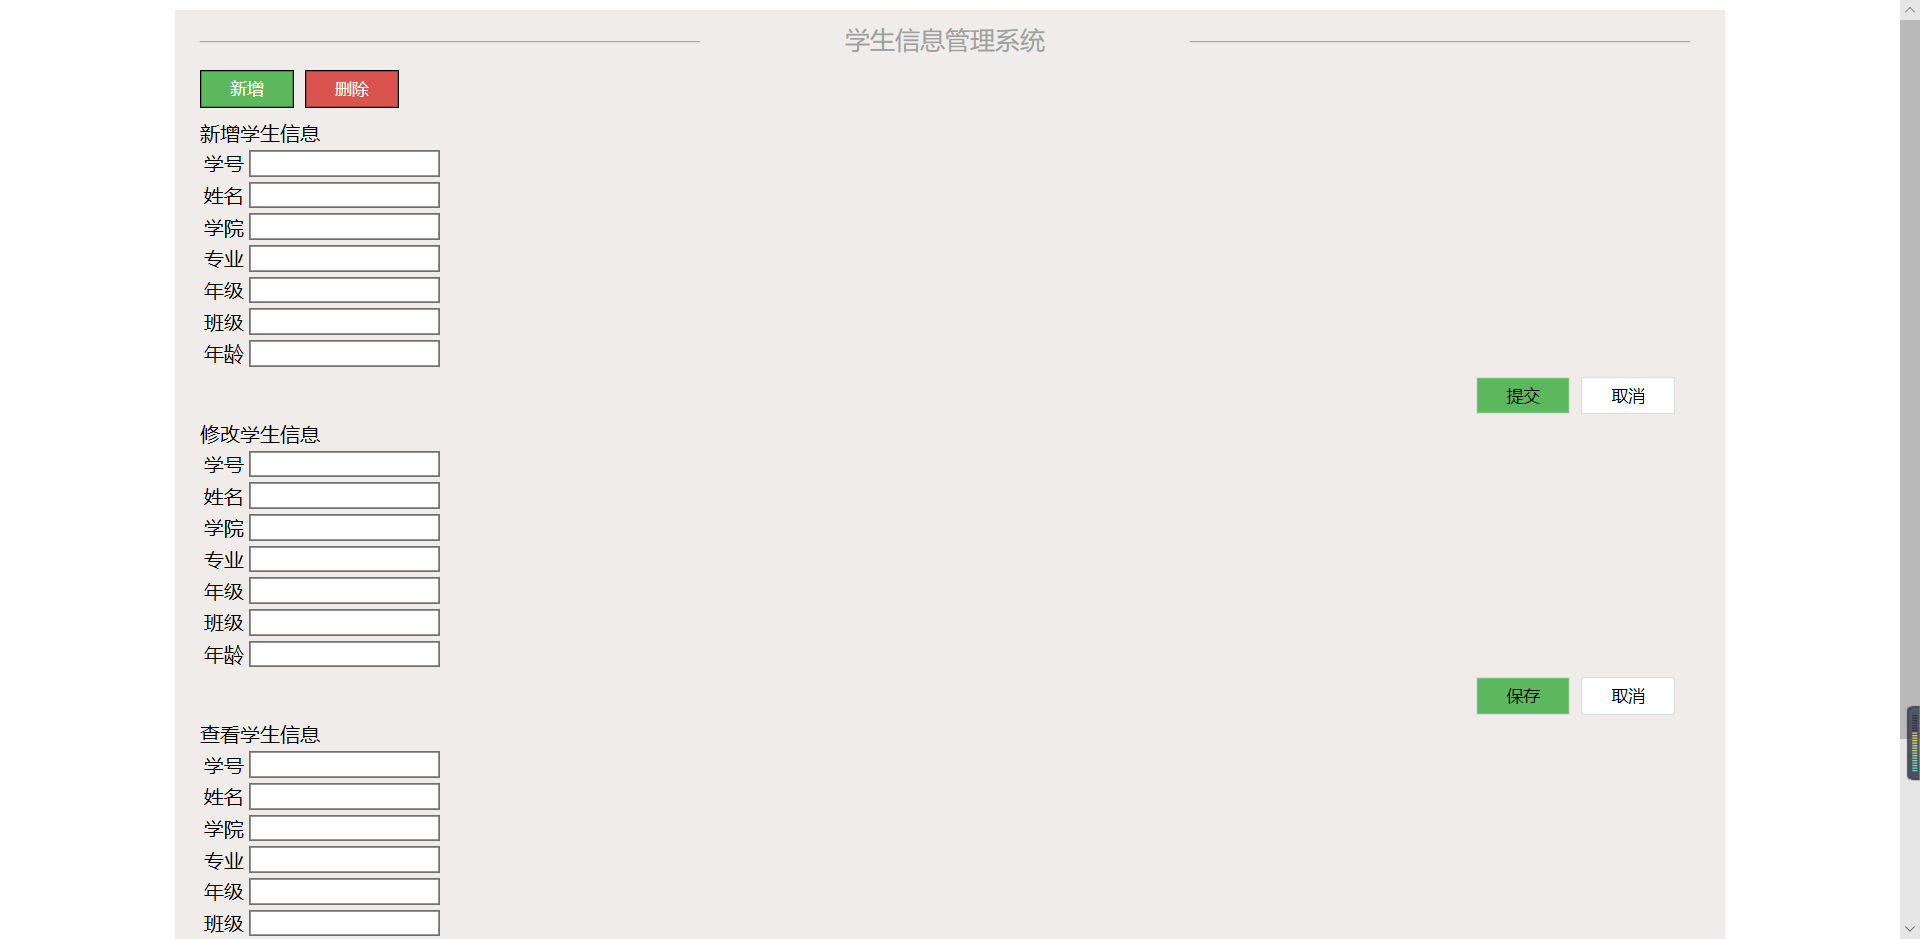 学生信息管理系统
新增 删除
新增学生信息
学号
姓名
学院
专业
年级
班级
年龄
提交 取消
修改学生信息
学号
姓名
学院
专业
年级
班级
年龄
保存 取消
查看学生信息
学号
姓名
学院
专业
年级
班级